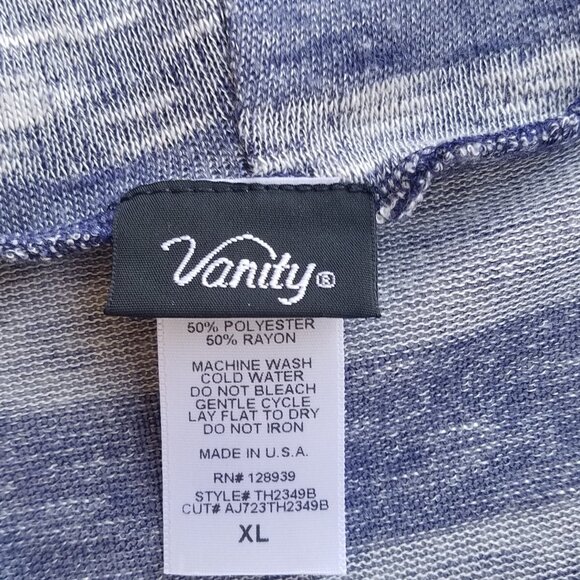 Vanity®
50% POLYESTER
50% RAYON
MACHINE WASH
COLD WATER
DO NOT BLEACH
GENTLE CYCLE
LAY FLAT TO DRY
DO NOT IRON
MADE IN U.S.A.
RN# 128939
STYLE# TH2349B
CUT# AJ723TH2349B
XL